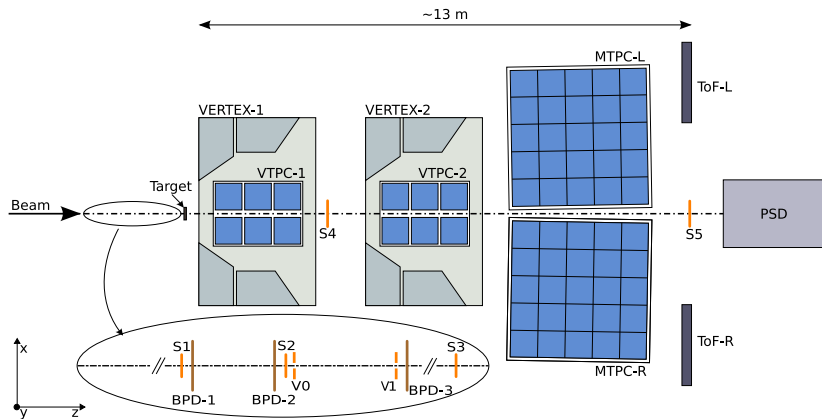 ~13 m
MTPC-L
ToF-L
VERTEX-1
VERTEX-2
VTPC-1
VTPC-2
Target
Beam
S4
S5
PSD
ToF-R
MTPC-R
S1
S2
S3
V0
V1
BPD-1
BPD-2
BPD-3
x
y
z